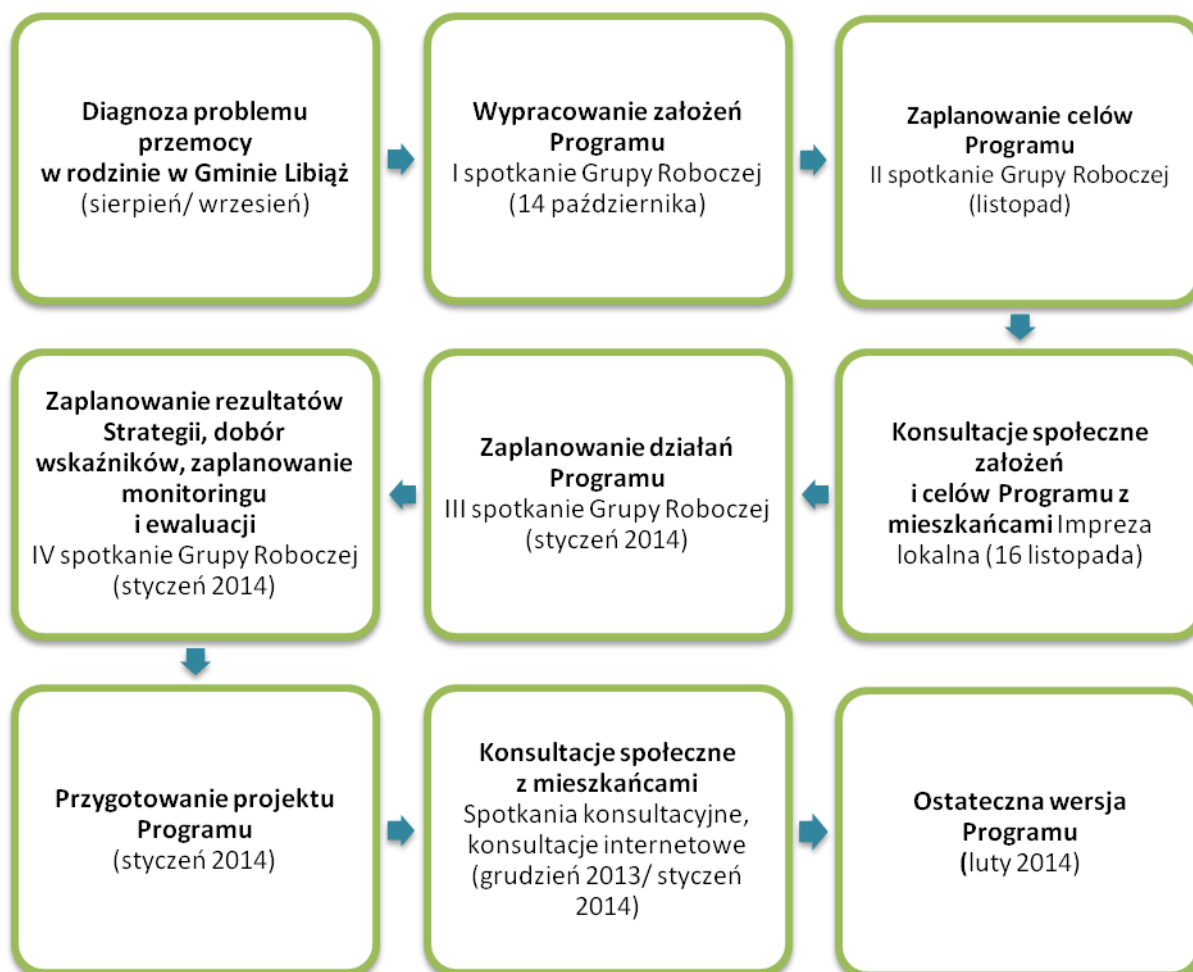 Diagnoza problemu
przemocy
w rodzinie w Gminie Libiąż
(sierpień/ wrzesień)
Wypracowanie założeń
Programu
I spotkanie Grupy Roboczej
(14 października)
Zaplanowanie celów
Programu
II spotkanie Grupy Roboczej
(listopad)
Konsultacje społeczne
założeń
i celów Programu z
mieszkańcami Impreza
lokalna (16 listopada)
Zaplanowanie działań
Programu
III spotkanie Grupy Roboczej
(styczeń 2014)
Zaplanowanie rezultatów
Strategii, dobór
wskaźników, zaplanowanie
monitoringu
i ewaluacji
IV spotkanie Grupy Roboczej
(styczeń 2014)
Przygotowanie projektu
Programu
(styczeń 2014)
Konsultacje społeczne
z mieszkańcami
Spotkania konsultacyjne,
konsultacje internetowe
(grudzień 2013/ styczeń
2014)
Ostateczna wersja
Programu
(luty 2014)